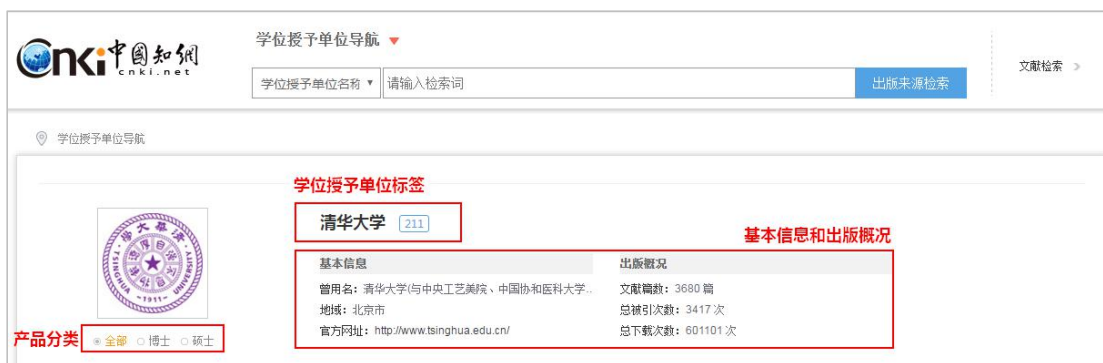 Cnki中國知網
cnki.net
学位授予单位导航 ▼
学位授予单位名称 ▼ 请输入检索词 出版来源检索
文献检索 >
学位授予单位导航
学位授予单位标签
清华大学 211
基本信息和出版概况
基本信息 出版概况
曾用名：清华大学(与中央工艺美院、中国协和医科大学.. 文献篇数：3680 篇
地域：北京市 总被引次数：3417 次
官方网址：http://www.tsinghua.edu.cn/ 总下载次数：601101 次
TSINGHUA UNIVERSITY
-1911-
产品分类 全部 博士 硕士